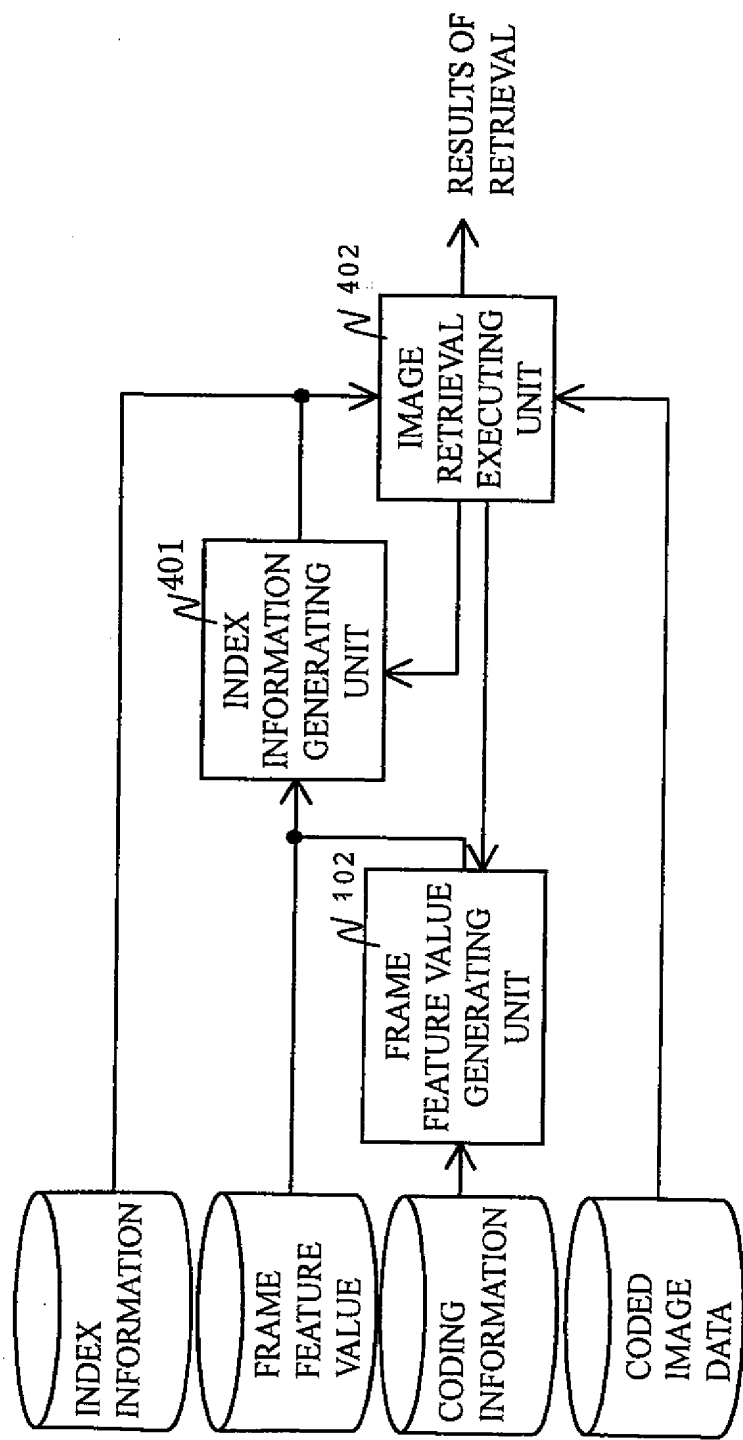 INDEX
INFORMATION
FRAME
FEATURE
VALUE
CODING
INFORMATION
CODED
IMAGE
DATA
102
FRAME
FEATURE VALUE
GENERATING
UNIT
401
INDEX
INFORMATION
GENERATING
UNIT
402
IMAGE
RETRIEVAL
EXECUTING
UNIT
RESULTS OF
RETRIEVAL